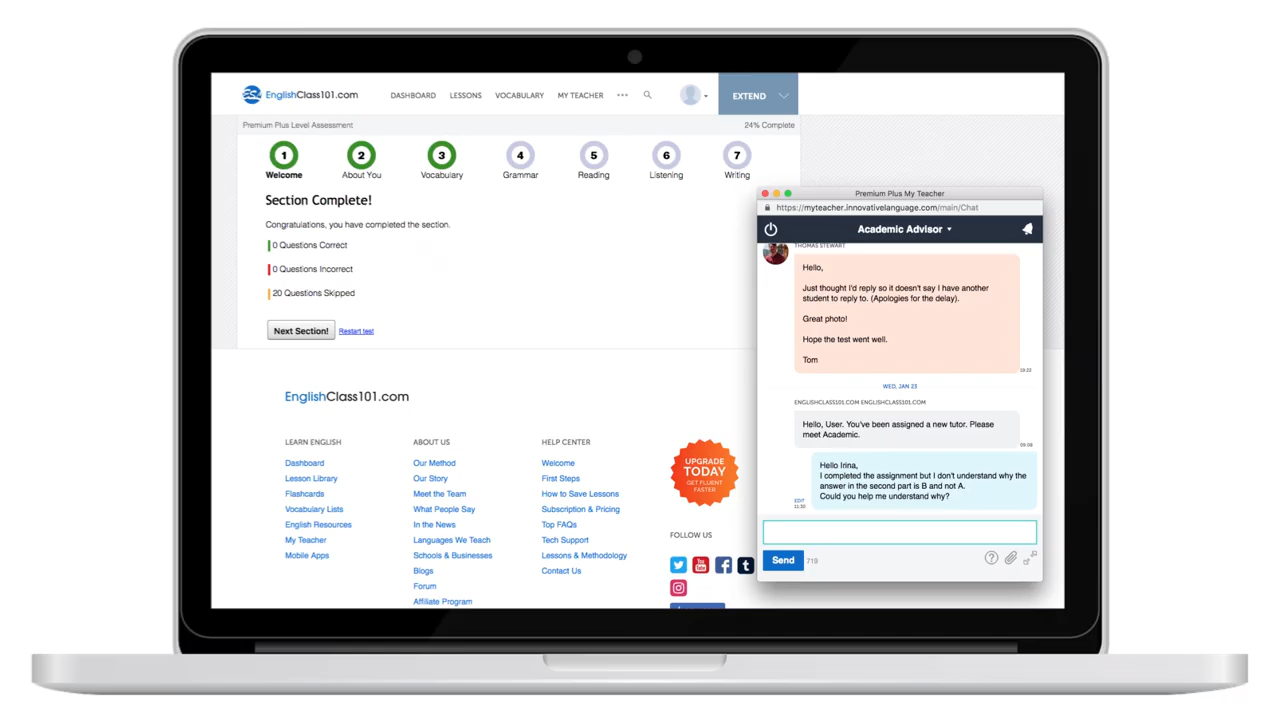 EnglishClass101.com
DASHBOARD
LESSONS
VOCABULARY
MY TEACHER
EXTEND
Premium Plus Level Assessment
24% Complete
1
2
3
4
5
6
7
Welcome
About You
Vocabulary
Grammar
Reading
Listening
Writing
Section Complete!
Congratulations, you have completed the section.
0 Questions Correct
0 Questions Incorrect
20 Questions Skipped
Next Section!
Restart test
EnglishClass101.com
LEARN ENGLISH
Dashboard
Lesson Library
Flashcards
Vocabulary Lists
English Resources
My Teacher
Mobile Apps
ABOUT US
Our Method
Our Story
Meet the Team
What People Say
In the News
Languages We Teach
Schools & Businesses
Blogs
Forum
Affiliate Program
HELP CENTER
Welcome
First Steps
How to Save Lessons
Subscription & Pricing
Top FAQs
Tech Support
Lessons & Methodology
Contact Us
UPGRADE
TODAY
GET FLUENT
FASTER
FOLLOW US
Premium Plus My Teacher
https://myteacher.innovativelanguage.com/main/Chat
Academic Advisor
THOMAS STEWART
Hello,
Just thought I'd reply so it doesn't say I have another
student to reply to. (Apologies for the delay).
Great photo!
Hope the test went well.
Tom
19:22
WED, JAN 23
ENGLISHCLASS101.COM ENGLISHCLASS101.COM
Hello, User. You've been assigned a new tutor. Please
meet Academic.
09:08
Hello Irina,
I completed the assignment but I don't understand why the
answer in the second part is B and not A.
Could you help me understand why?
EDIT
11:30
Send
719